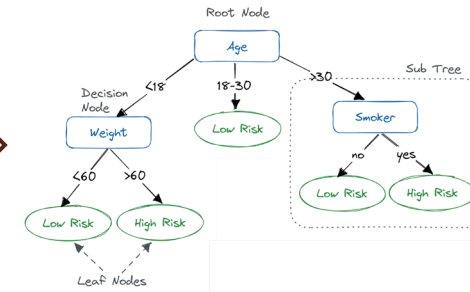 Root Node
Age
<18
18-30
>30
Sub Tree
Decision
Node
Weight
Low Risk
Smoker
<60
>60
no
yes
Low Risk
High Risk
Low Risk
High Risk
Leaf Nodes